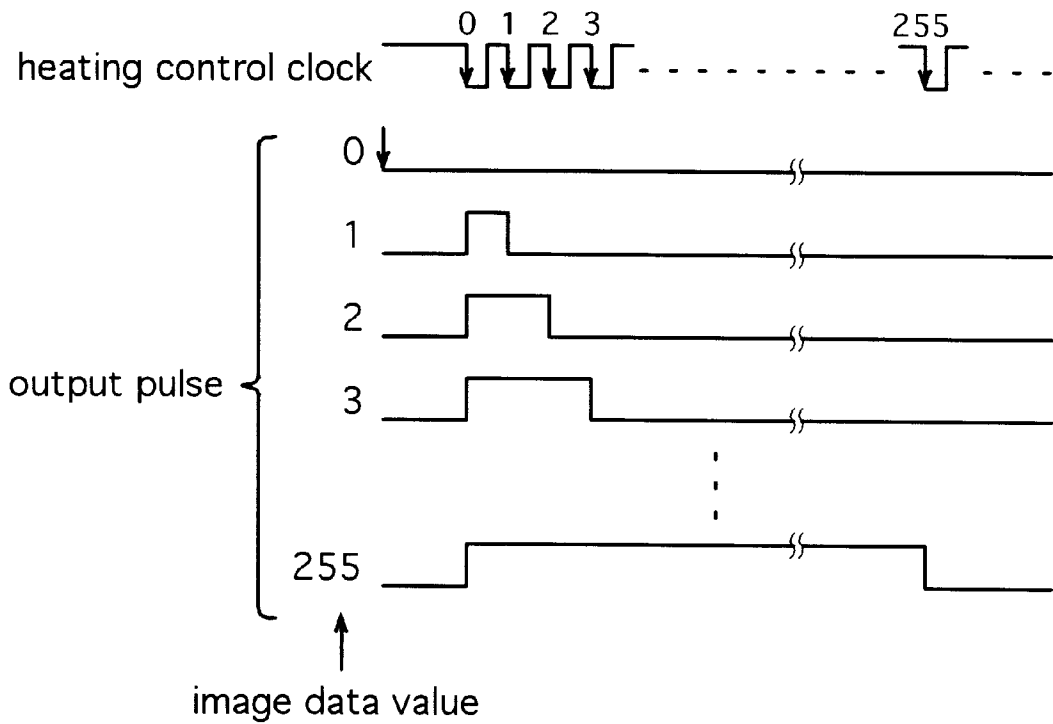 0 1 2 3 255
heating control clock
0
1
2
output pulse
3
255
image data value